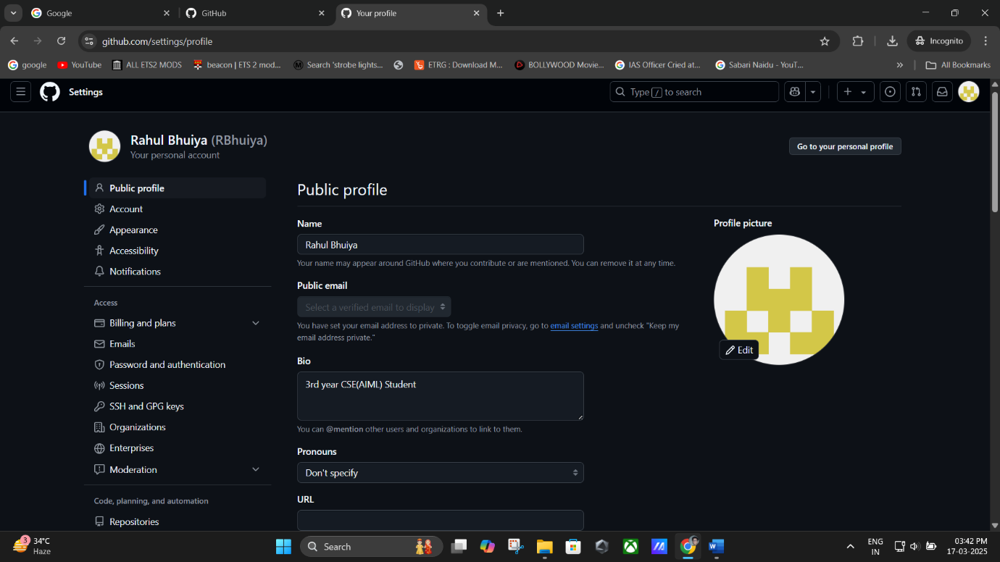 Google
GitHub
Your profile
github.com/settings/profile
Incognito
google
YouTube
ALL ETS2 MODS
beacon | ETS 2 mod...
Search 'strobe lights...
ETRG : Download M...
BOLLYWOOD Movie...
IAS Officer Cried at...
Sabari Naidu - YouT...
All Bookmarks
Settings
Type / to search
Rahul Bhuiya (RBhuiya)
Your personal account
Go to your personal profile
Public profile
Account
Appearance
Accessibility
Notifications
Access
Billing and plans
Emails
Password and authentication
Sessions
SSH and GPG keys
Organizations
Enterprises
Moderation
Code, planning, and automation
Repositories
Public profile
Name
Rahul Bhuiya
Your name may appear around GitHub where you contribute or are mentioned. You can remove it at any time.
Public email
Select a verified email to display
You have set your email address to private. To toggle email privacy, go to email settings and uncheck "Keep my
email address private."
Bio
3rd year CSE(AIML) Student
You can @mention other users and organizations to link to them.
Pronouns
Don't specify
URL
Profile picture
Edit
3
34°C
Haze
Search
ENG
IN
03:42 PM
17-03-2025